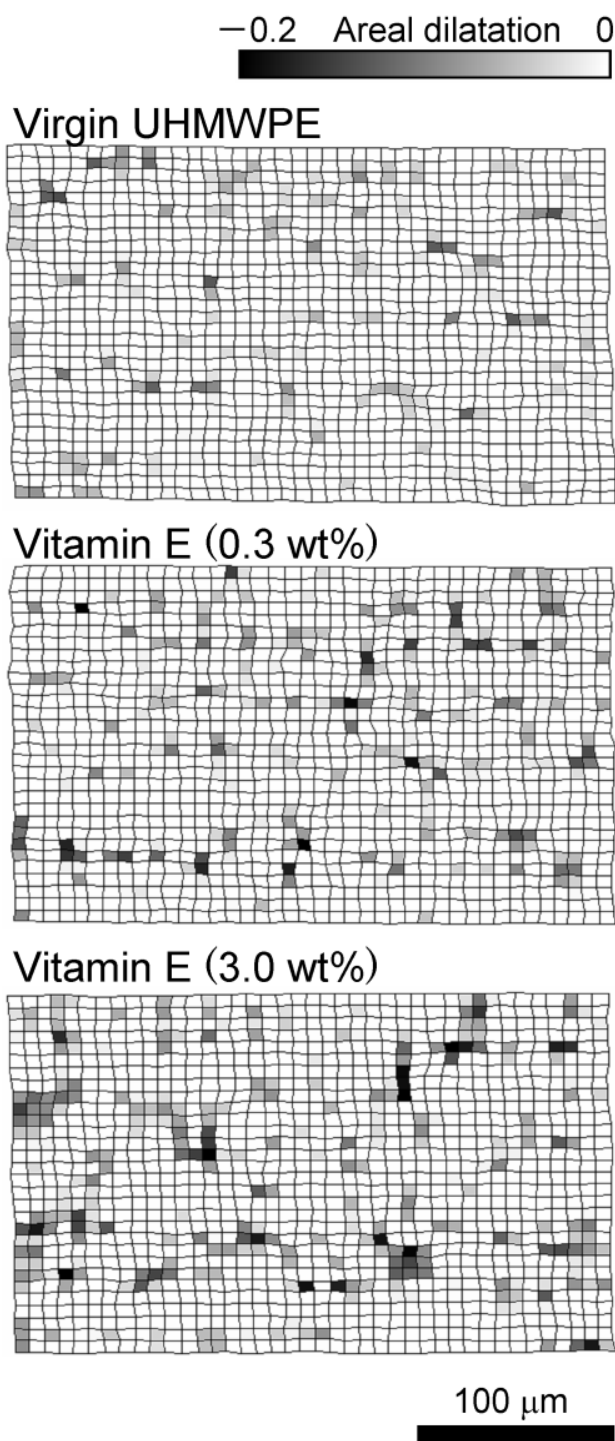 −0.2 Areal dilatation 0
Virgin UHMWPE
Vitamin E (0.3 wt%)
Vitamin E (3.0 wt%)
100 μm